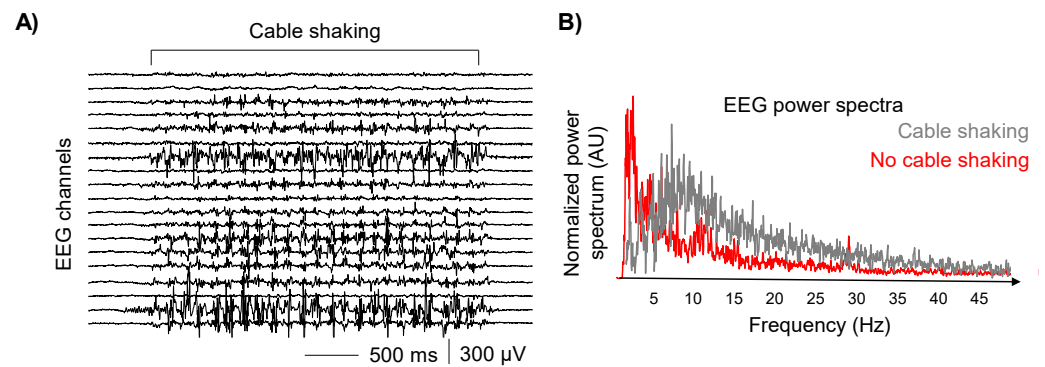 A)
Cable shaking
EEG channels
500 ms
300 µV
B)
EEG power spectra
Cable shaking
No cable shaking
Normalized power
spectrum (AU)
5 10 15 20 25 30 35 40 45
Frequency (Hz)